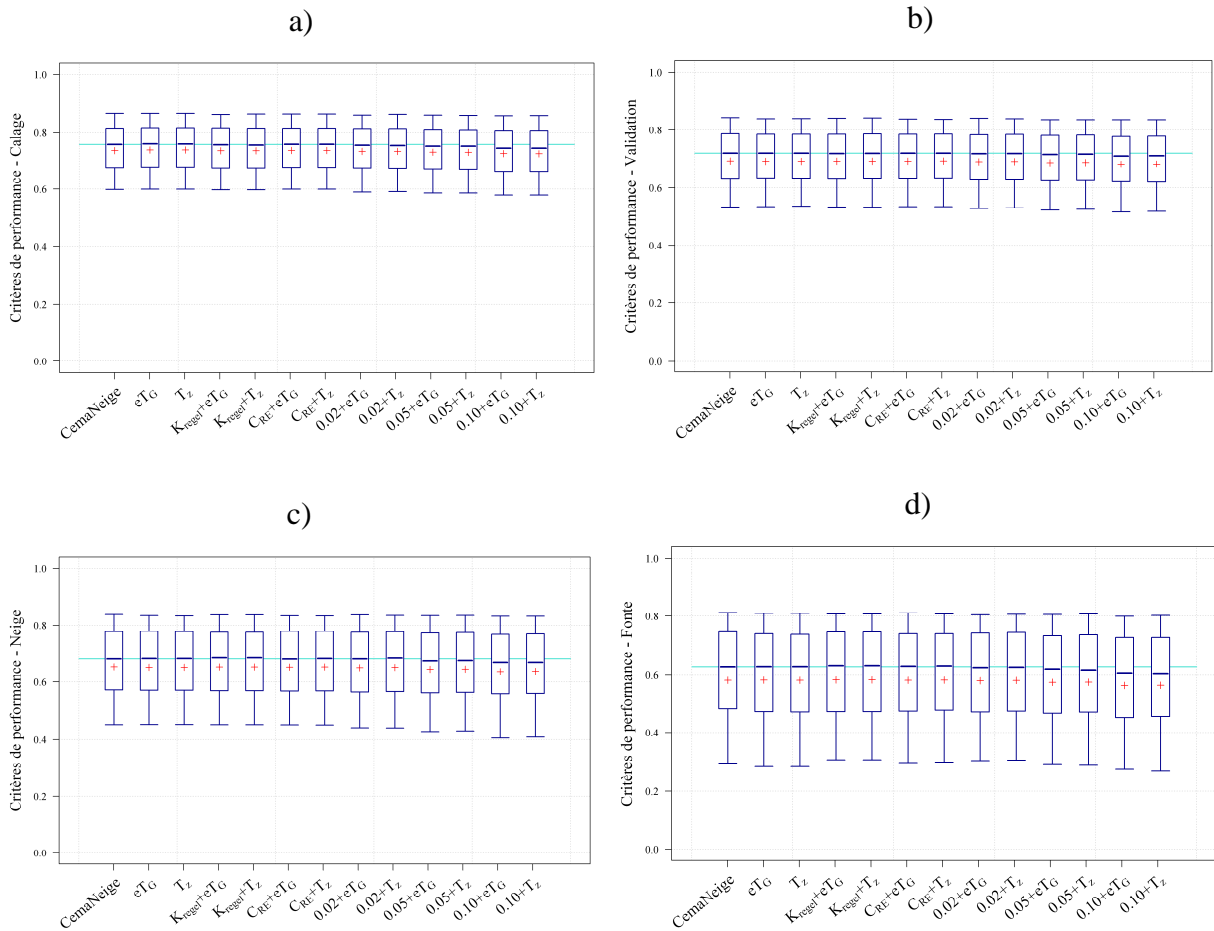 a)
Critères de performance - Calage
1.0
0.8
0.6
0.4
0.2
0.0
CemaNeige
eTG
Tz
Kregel+eTG
Kregel+Tz
CRE+eTG
CRE+Tz
0.02+eTG
0.02+Tz
0.05+eTG
0.05+Tz
0.10+eTG
0.10+Tz
b)
Critères de performance - Validation
1.0
0.8
0.6
0.4
0.2
0.0
CemaNeige
eTG
Tz
Kregel+eTG
Kregel+Tz
CRE+eTG
CRE+Tz
0.02+eTG
0.02+Tz
0.05+eTG
0.05+Tz
0.10+eTG
0.10+Tz
c)
Critères de performance - Neige
1.0
0.8
0.6
0.4
0.2
0.0
CemaNeige
eTG
Tz
Kregel+eTG
Kregel+Tz
CRE+eTG
CRE+Tz
0.02+eTG
0.02+Tz
0.05+eTG
0.05+Tz
0.10+eTG
0.10+Tz
d)
Critères de performance - Fonte
1.0
0.8
0.6
0.4
0.2
0.0
CemaNeige
eTG
Tz
Kregel+eTG
Kregel+Tz
CRE+eTG
CRE+Tz
0.02+eTG
0.02+Tz
0.05+eTG
0.05+Tz
0.10+eTG
0.10+Tz